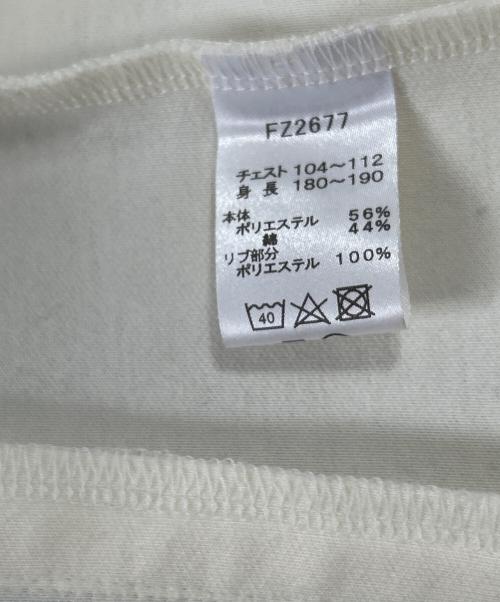 FZ2677
チェスト 104～112
身 長 180～190
本体
ポリエステル 56%
綿 44%
リブ部分
ポリエステル 100%
40